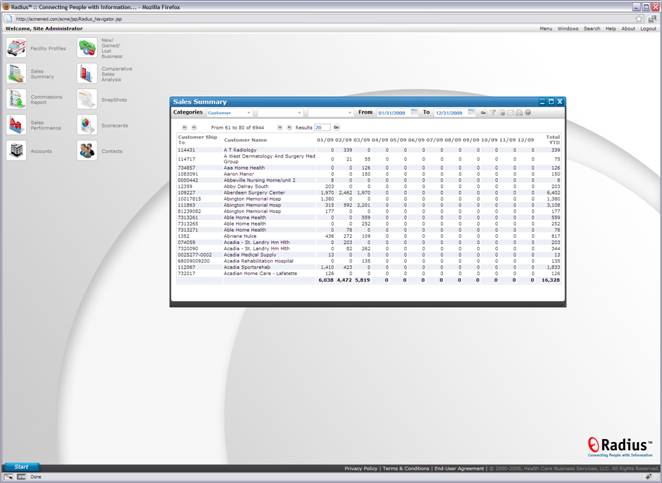 Radius™ :: Connecting People with Information... - Mozilla Firefox
http://acmemed.com/acme/jsp/Radius_Navigator.jsp
Welcome, Site Administrator Menu Windows Search Help About Logout
Facility Profiles
New/
Gained/
Lost
Business
Sales
Summary
Comparative
Sales
Analysis
Commissions
Report
SnapShots
Sales
Performance
Scorecards
Accounts
Contacts
Sales Summary
Categories Customer From 01/31/2009 To 12/31/2009 Go
From 61 to 80 of 6944 Results 20 Go
Customer Ship To Customer Name 01/09 02/09 03/09 04/09 05/09 06/09 07/09 08/09 09/09 10/09 11/09 12/09 Total YTD
114431 A T Radiology 0 339 0 0 0 0 0 0 0 0 0 0 339
114717 A West Dermatology And Surgery Med Group 0 21 55 0 0 0 0 0 0 0 0 0 75
734857 Aaa Home Health 0 0 126 0 0 0 0 0 0 0 0 0 126
1083091 Aaron Manor 0 0 150 0 0 0 0 0 0 0 0 0 150
0000442 Abbeville Nursing Home/unit 2 8 0 0 0 0 0 0 0 0 0 0 0 8
12359 Abby Delray South 203 0 0 0 0 0 0 0 0 0 0 0 203
109227 Aberdeen Surgery Center 1,970 2,462 1,970 0 0 0 0 0 0 0 0 0 6,402
10017815 Abington Memorial Hosp 1,380 0 0 0 0 0 0 0 0 0 0 0 1,380
111863 Abington Memorial Hosp 315 592 2,201 0 0 0 0 0 0 0 0 0 3,108
S1239082 Abington Memorial Hosp 177 0 0 0 0 0 0 0 0 0 0 0 177
7313261 Able Home Health 0 0 559 0 0 0 0 0 0 0 0 0 559
7313265 Able Home Health 0 0 252 0 0 0 0 0 0 0 0 0 252
7313271 Able Home Health 0 78 0 0 0 0 0 0 0 0 0 0 78
1352 Abriana Hulce 436 272 109 0 0 0 0 0 0 0 0 0 817
074059 Acadia - St. Landry Hm Hlth 0 203 0 0 0 0 0 0 0 0 0 0 203
7320090 Acadia - St. Landry Hm Hlth 0 82 262 0 0 0 0 0 0 0 0 0 344
0025277-0002 Acadia Medical Supply 13 0 0 0 0 0 0 0 0 0 0 0 13
68009009200 Acadia Rehabilitation Hospital 0 0 135 0 0 0 0 0 0 0 0 0 135
112067 Acadia Sportsrehab 1,410 423 0 0 0 0 0 0 0 0 0 0 1,833
732017 Acadian Home Care - Lafayette 126 0 0 0 0 0 0 0 0 0 0 0 126
6,038 4,472 5,819 0 0 0 0 0 0 0 0 0 16,328
Radius™
Connecting People with Information
Start
Privacy Policy | Terms & Conditions | End-User Agreement | © 2000-2009, Health Care Business Services, LLC. All Rights Reserved.
Done